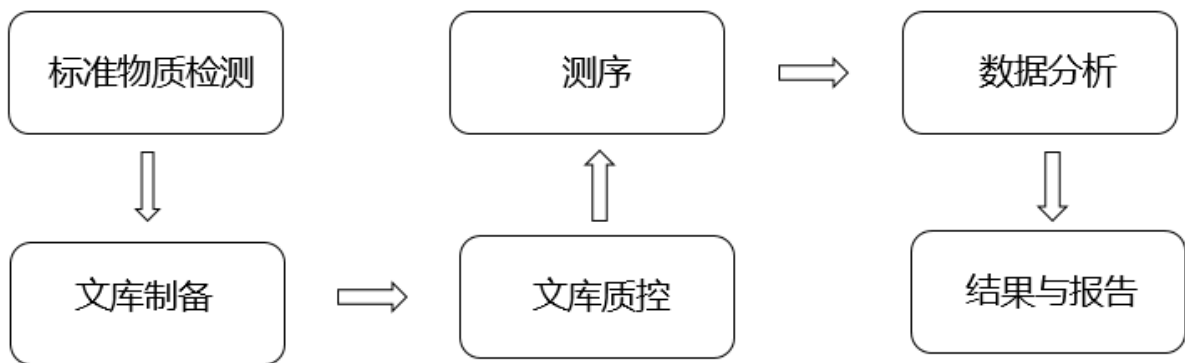 标准物质检测
测序
数据分析
文库制备
文库质控
结果与报告